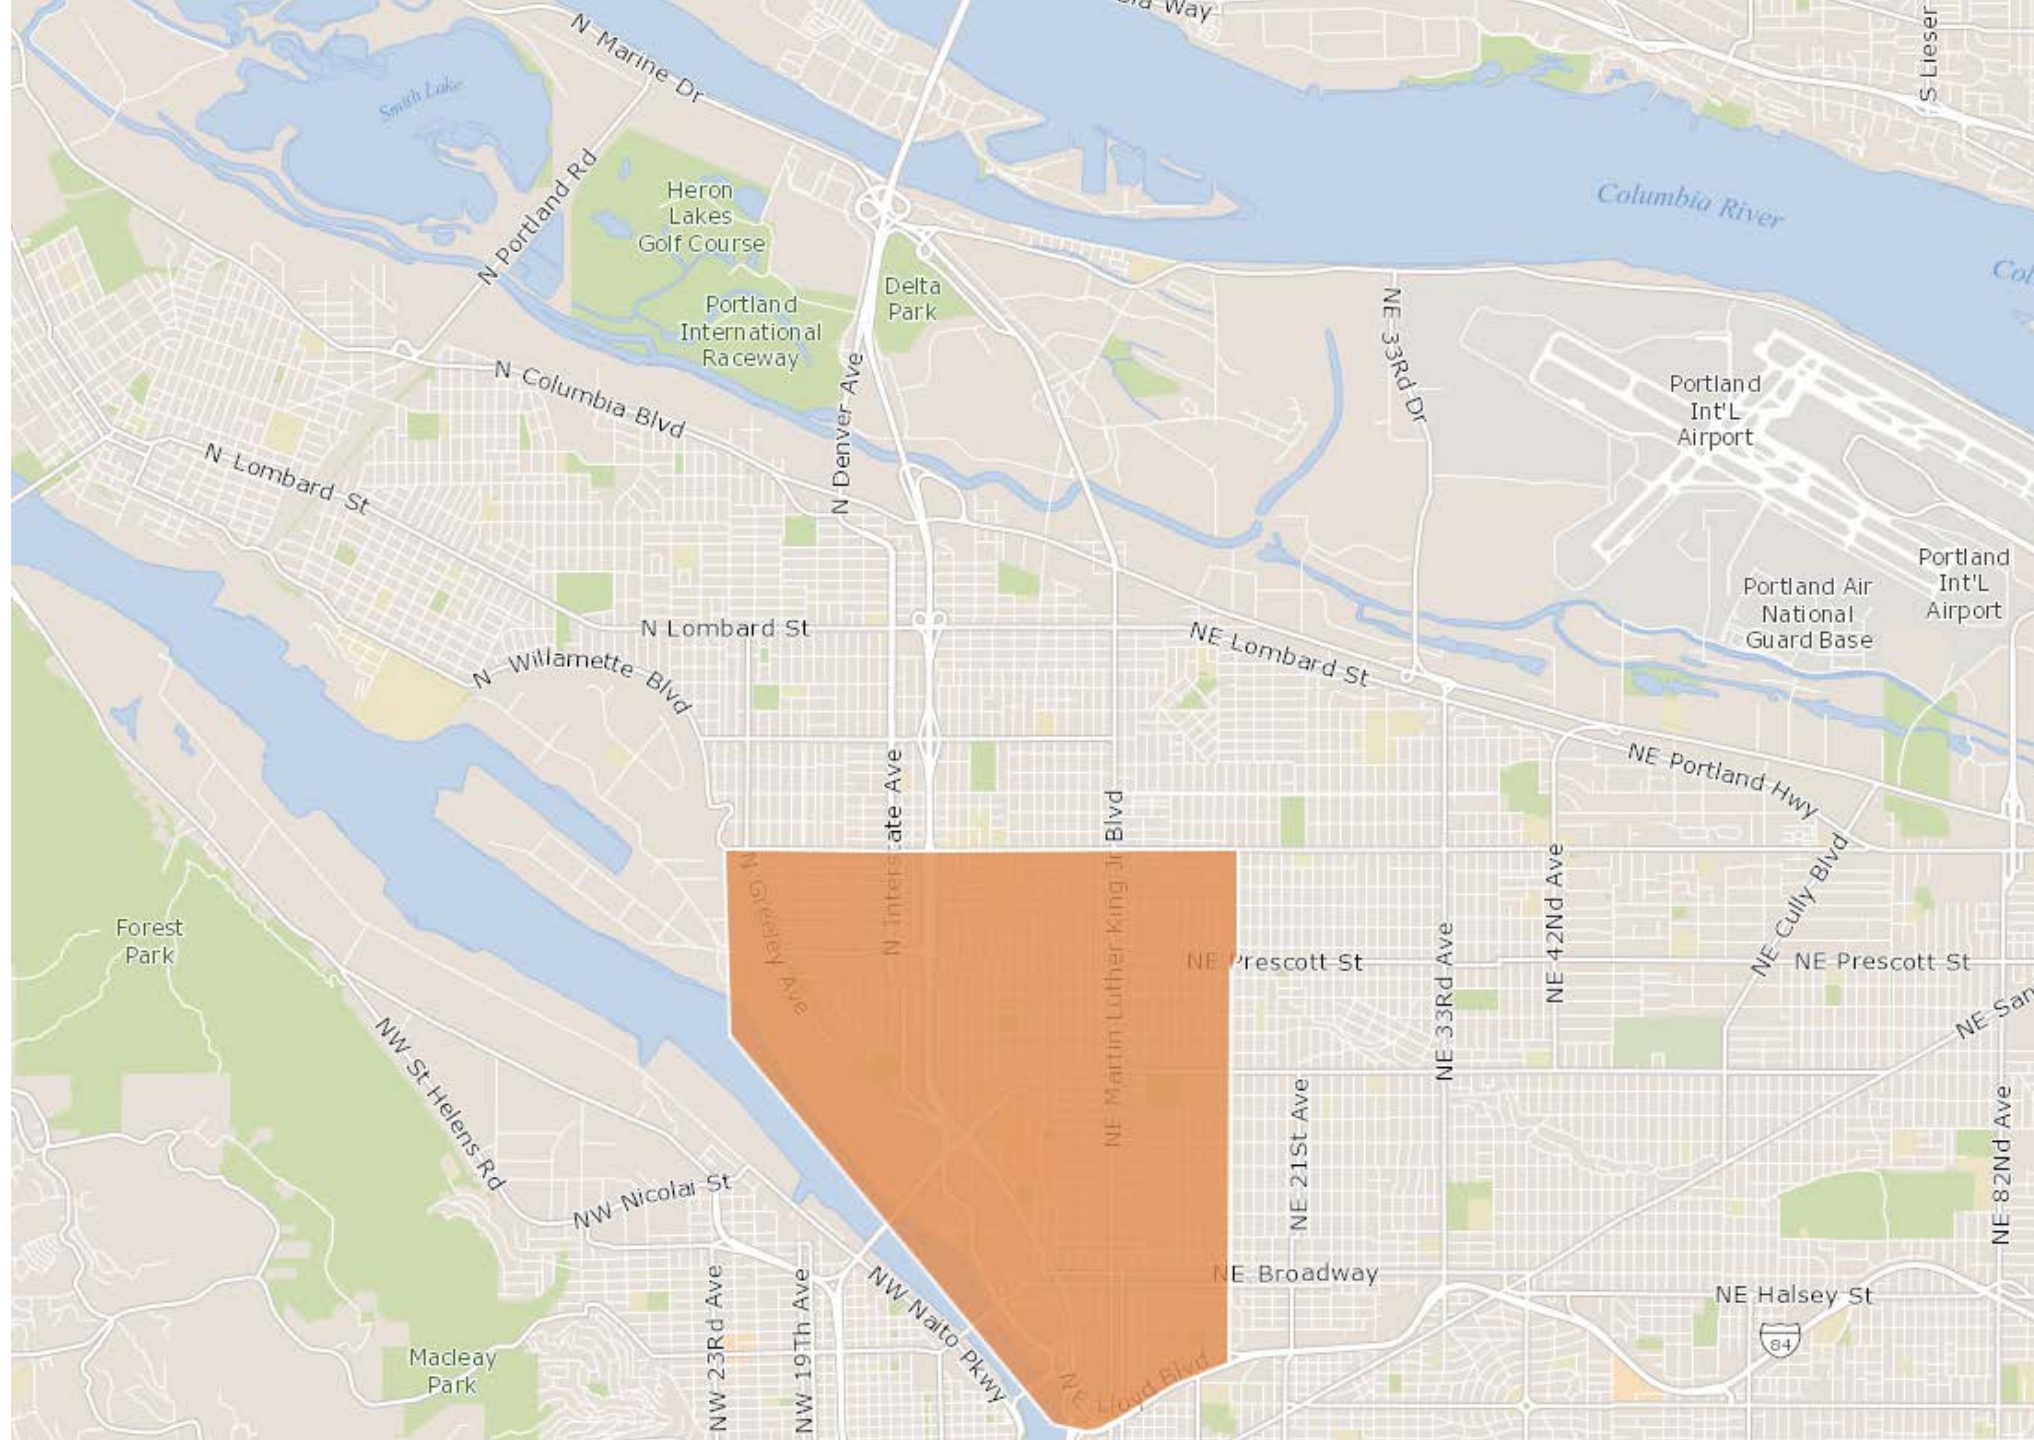 Way
N Marine Dr
S Lieser
Smith Lake
N Portland Rd
Heron
Lakes
Golf Course
Columbia River
Delta
Park
Portland
International
Raceway
NE 33Rd Dr
N Denver Ave
N Columbia Blvd
Portland
Int'L
Airport
N Lombard St
Portland
Int'L
Airport
Portland Air
National
Guard Base
N Lombard St
NE Lombard St
N Willamette Blvd
NE Portland Hwy
N Interstate Ave
NE Martin Luther King Jr Blvd
N Greeley Ave
NE 42Nd Ave
NE Cully Blvd
Forest
Park
NE Prescott St
NE Prescott St
NE 33Rd Ave
NE San
NW St Helens Rd
NE 21St Ave
NE 82Nd Ave
NW Nicolai St
NE Broadway
NE Halsey St
84
NW 23Rd Ave
NW 19Th Ave
NW Naito Pkwy
Macleay
Park
NE Lloyd Blvd